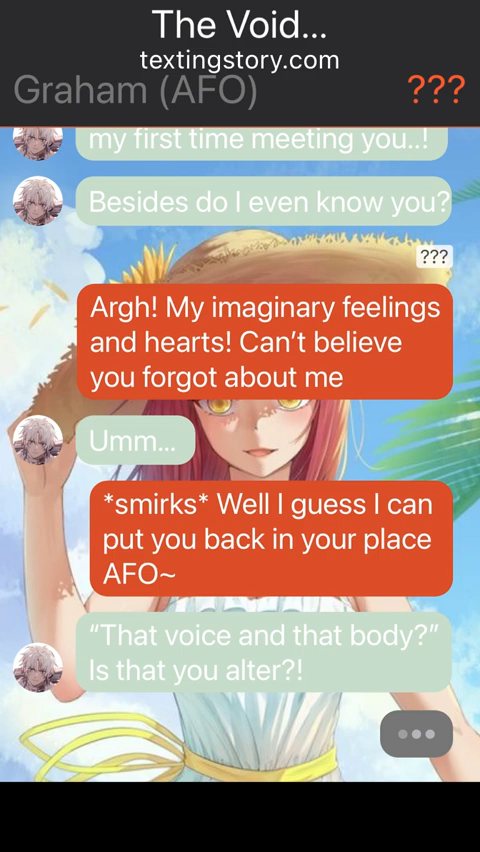 The Void...
textingstory.com
Graham (AFO)
???
my first time meeting you..!
Besides do I even know you?
???
Argh! My imaginary feelings
and hearts! Can't believe
you forgot about me
Umm...
*smirks* Well I guess I can
put you back in your place
AFO~
“That voice and that body?”
Is that you alter?!